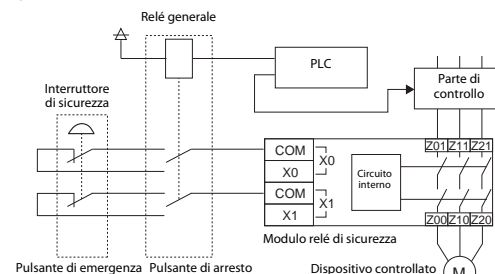 Relé generale
PLC
Parte di
controllo
Interruttore
di sicurezza
COM
X0
X0
COM
X1
X1
Circuito
interno
Z01 Z11 Z21
Z00 Z10 Z20
Modulo relé di sicurezza
Pulsante di emergenza
Pulsante di arresto
Dispositivo controllato
M